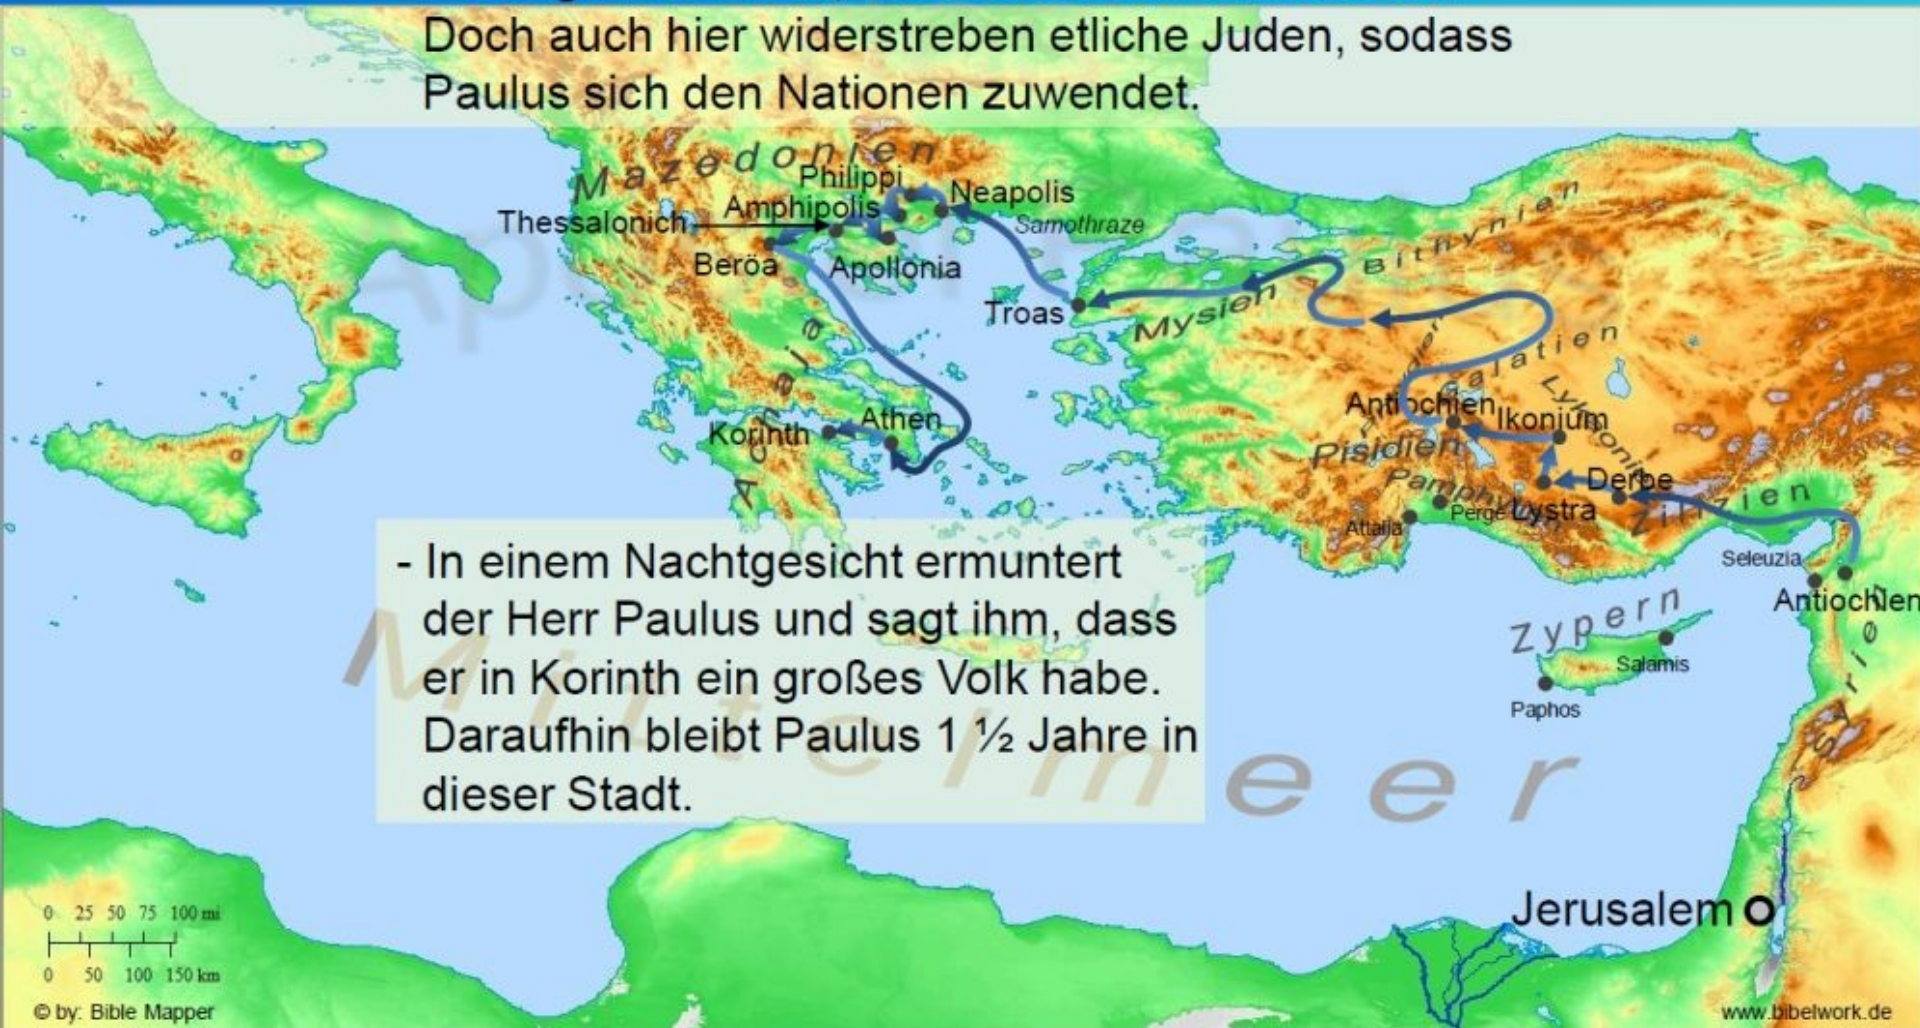 Doch auch hier widerstreben etliche Juden, sodass
Paulus sich den Nationen zuwendet.
Mazedonien
Philippi
Neapolis
Amphipolis
Thessalonich
Samothraze
Beröa
Apollonia
Troas
Bithynien
Mysien
Galatien
Lykaonien
Achaja
Athen
Korinth
Antiochien
Ikonium
Pisidien
Pamphylien
Derbe
Perge
Lystra
Attalia
Zilizien
Seleuzia
Antiochien
Syrien
Zypern
Salamis
Paphos
- In einem Nachtgesicht ermuntert
der Herr Paulus und sagt ihm, dass
er in Korinth ein großes Volk habe.
Daraufhin bleibt Paulus 1 ½ Jahre in
dieser Stadt.
Mittelmeer
Jerusalem
0 25 50 75 100 mi
0 50 100 150 km
© by: Bible Mapper
www.bibelwork.de